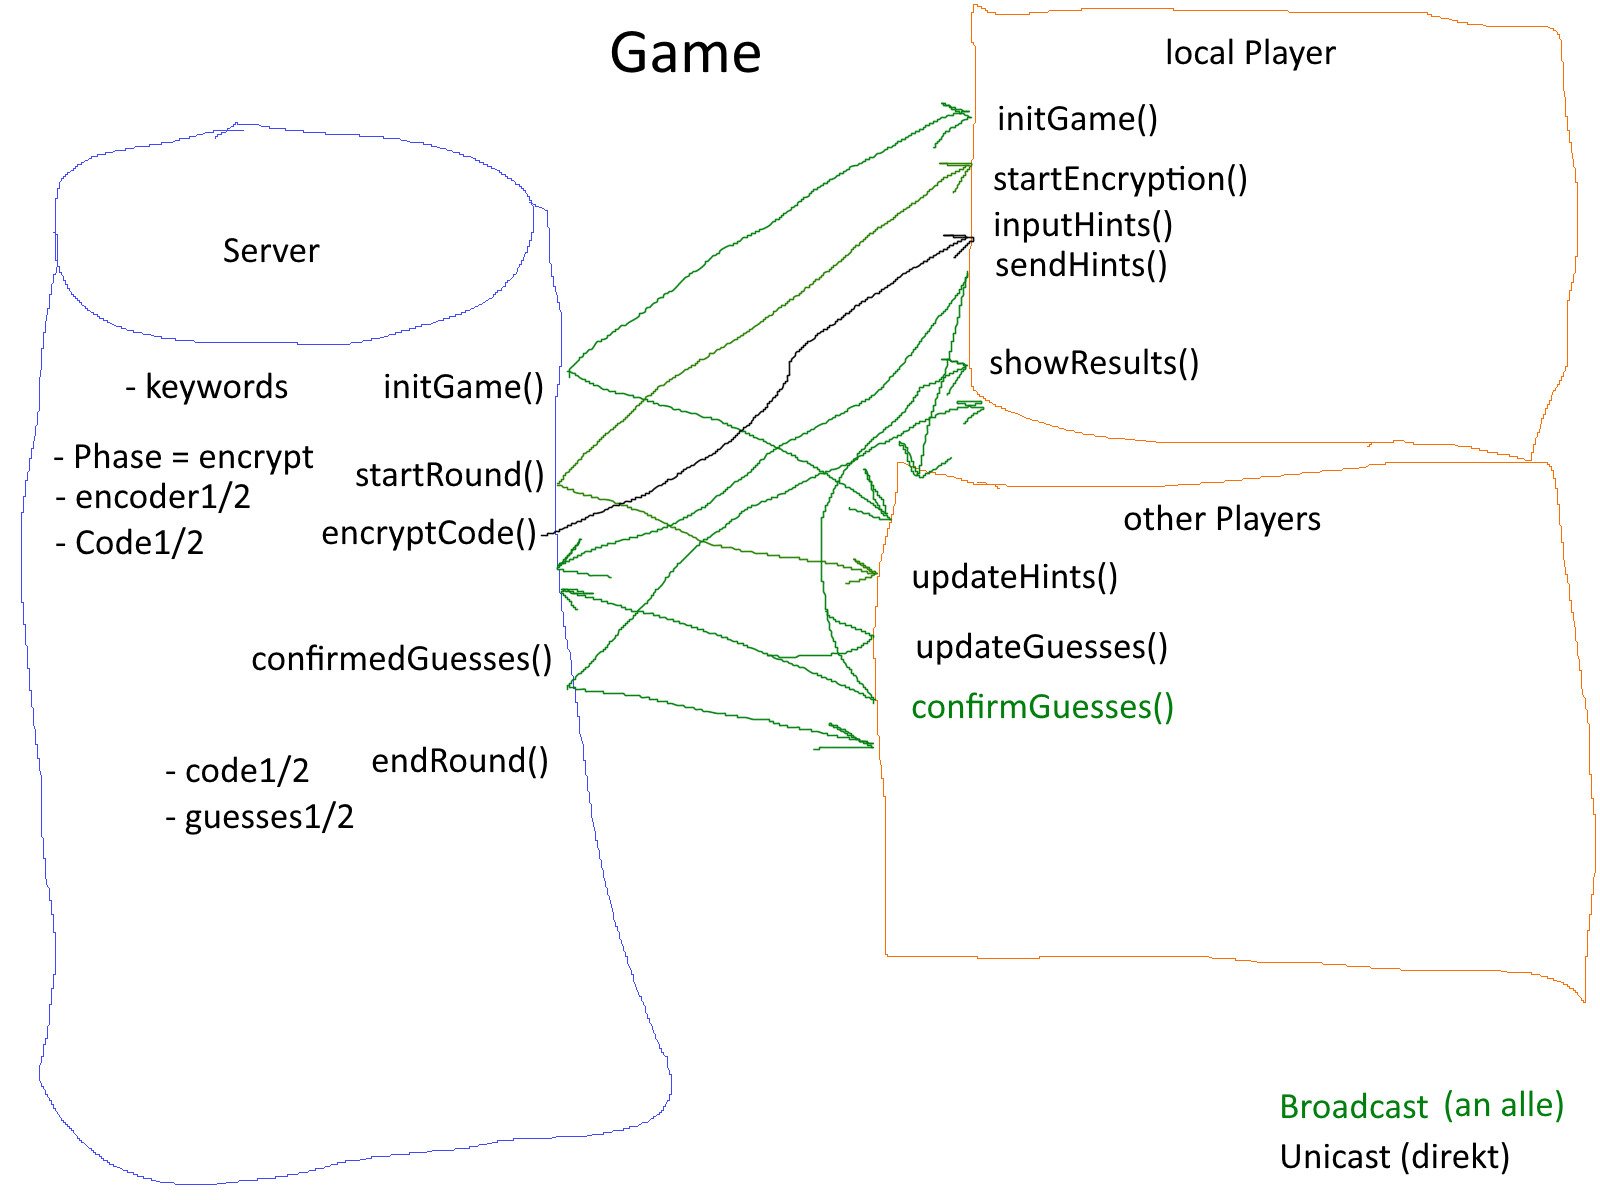 Game
Server
- keywords
initGame()
- Phase = encrypt
- encoder1/2
- Code1/2
startRound()
encryptCode()
confirmedGuesses()
endRound()
- code1/2
- guesses1/2
local Player
initGame()
startEncryption()
inputHints()
sendHints()
showResults()
other Players
updateHints()
updateGuesses()
confirmGuesses()
Broadcast (an alle)
Unicast (direkt)